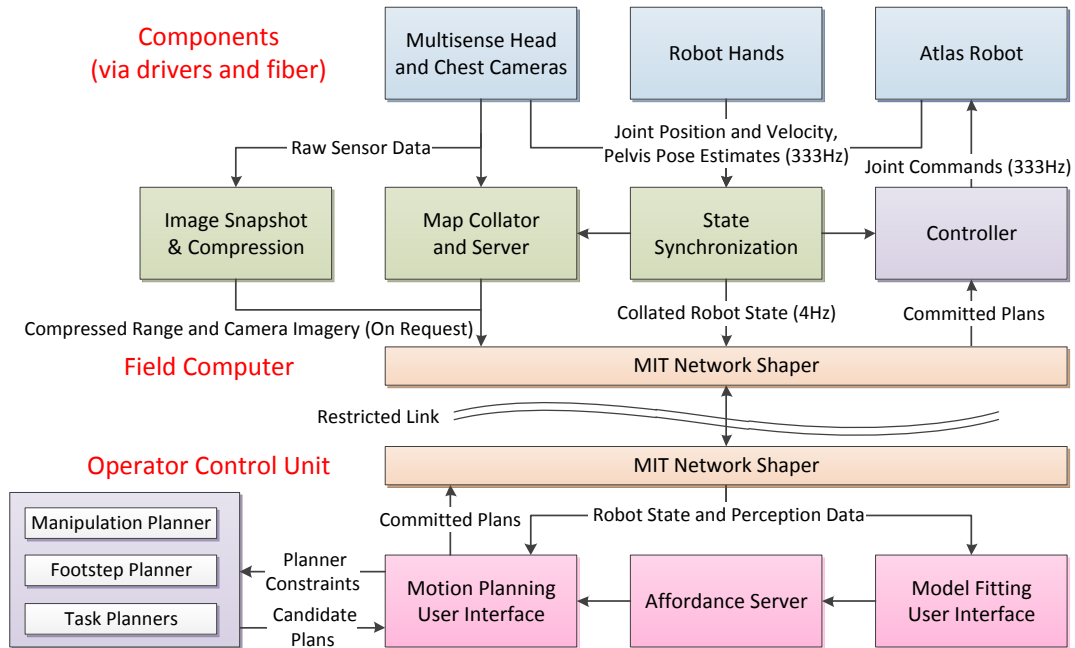 Components
(via drivers and fiber)
Multisense Head
and Chest Cameras
Robot Hands
Atlas Robot
Raw Sensor Data
Joint Position and Velocity,
Pelvis Pose Estimates (333Hz)
Joint Commands (333Hz)
Image Snapshot
& Compression
Map Collator
and Server
State
Synchronization
Controller
Compressed Range and Camera Imagery (On Request)
Collated Robot State (4Hz)
Committed Plans
Field Computer
MIT Network Shaper
Restricted Link
Operator Control Unit
MIT Network Shaper
Manipulation Planner
Footstep Planner
Task Planners
Committed Plans
Robot State and Perception Data
Planner
Constraints
Candidate
Plans
Motion Planning
User Interface
Affordance Server
Model Fitting
User Interface